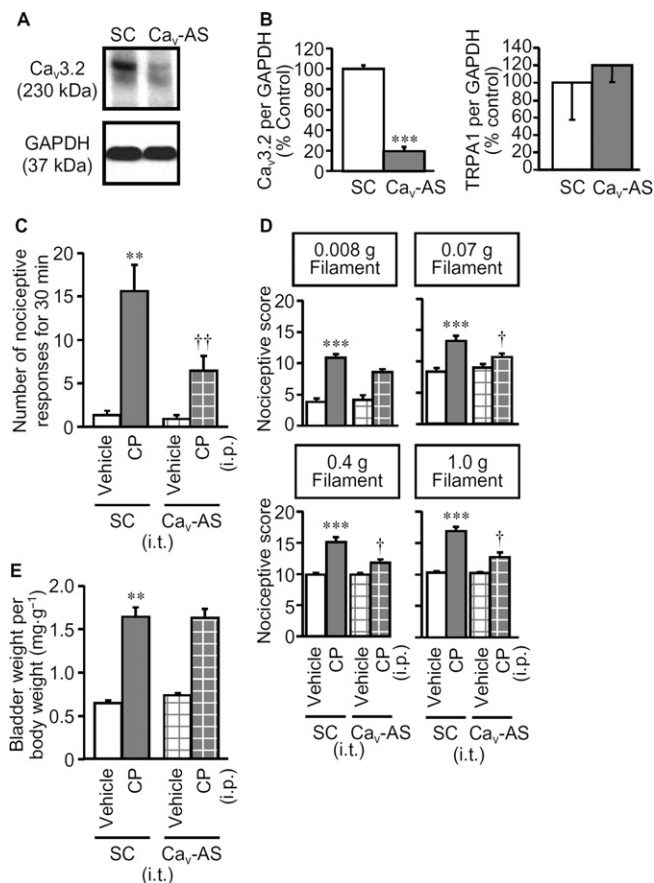 A
SC Caᵥ-AS
Caᵥ3.2
(230 kDa)
GAPDH
(37 kDa)
B
Caᵥ3.2 per GAPDH
(% Control)
120
100
80
60
40
20
0
***
SC Caᵥ-AS
TRPA1 per GAPDH
(% control)
140
120
100
80
60
40
20
0
SC Caᵥ-AS
C
Number of nociceptive
responses for 30 min
20
15
10
5
0
**
††
Vehicle
CP
Vehicle
CP
(i.p.)
SC Caᵥ-AS
(i.t.)
D
0.008 g
Filament
0.07 g
Filament
Nociceptive score
20
15
10
5
0
***
***
†
0.4 g
Filament
1.0 g
Filament
Nociceptive score
20
15
10
5
0
***
†
***
†
Vehicle
CP
Vehicle
CP
(i.p.)
SC Caᵥ-AS
(i.t.)
Vehicle
CP
Vehicle
CP
(i.p.)
SC Caᵥ-AS
(i.t.)
E
Bladder weight per
body weight (mg·g⁻¹)
2.0
1.5
1.0
0.5
0
**
Vehicle
CP
Vehicle
CP
(i.p.)
SC Caᵥ-AS
(i.t.)